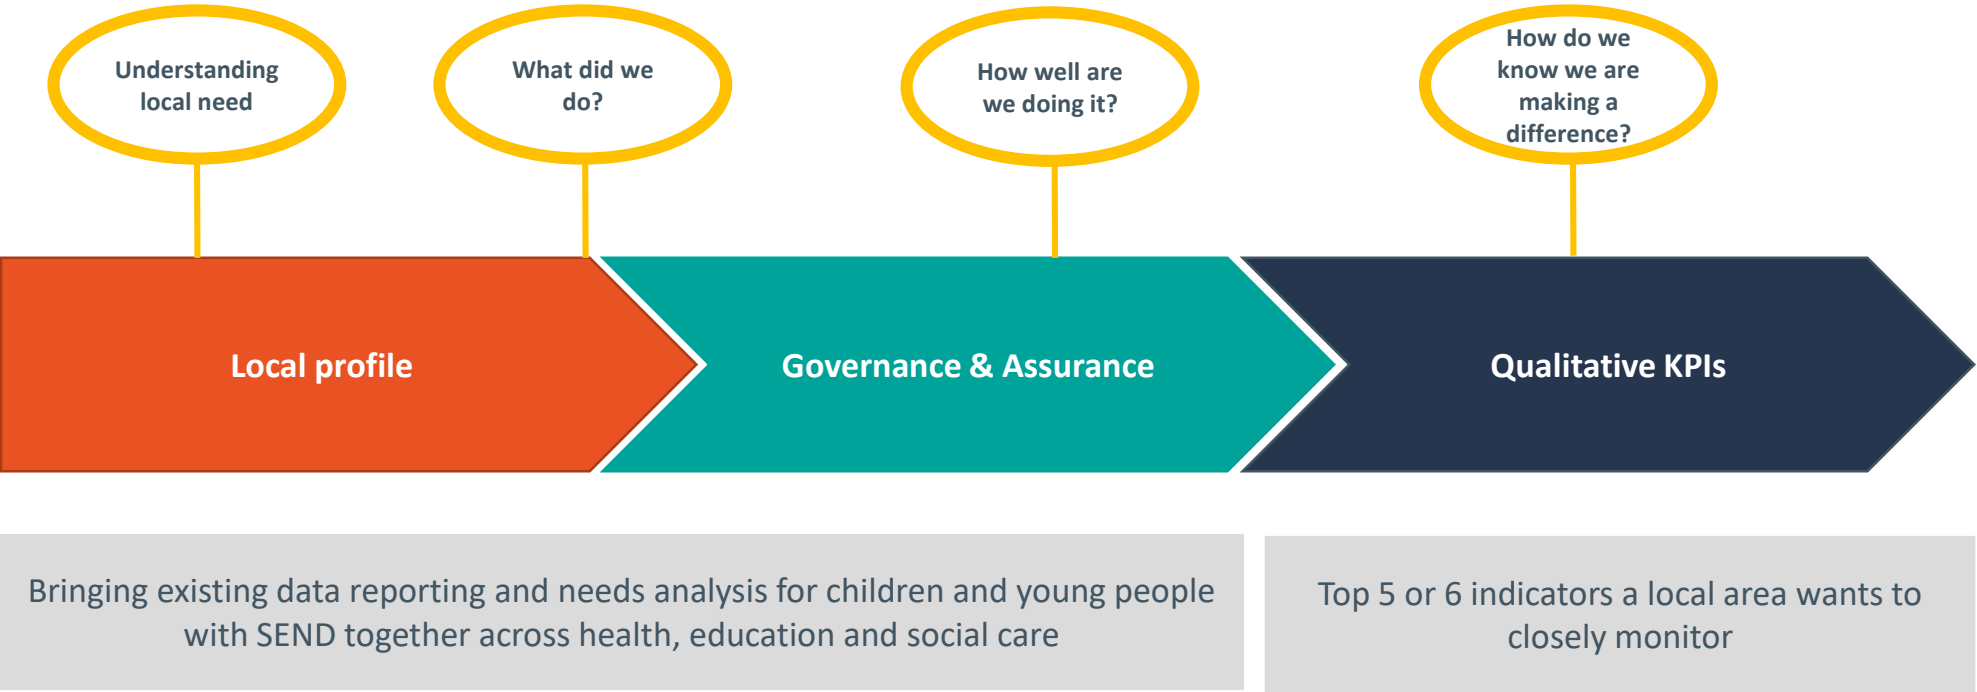 Understanding
local need
What did we
do?
How well are
we doing it?
How do we
know we are
making a
difference?
Local profile
Governance & Assurance
Qualitative KPIs
Bringing existing data reporting and needs analysis for children and young people
with SEND together across health, education and social care
Top 5 or 6 indicators a local area wants to
closely monitor